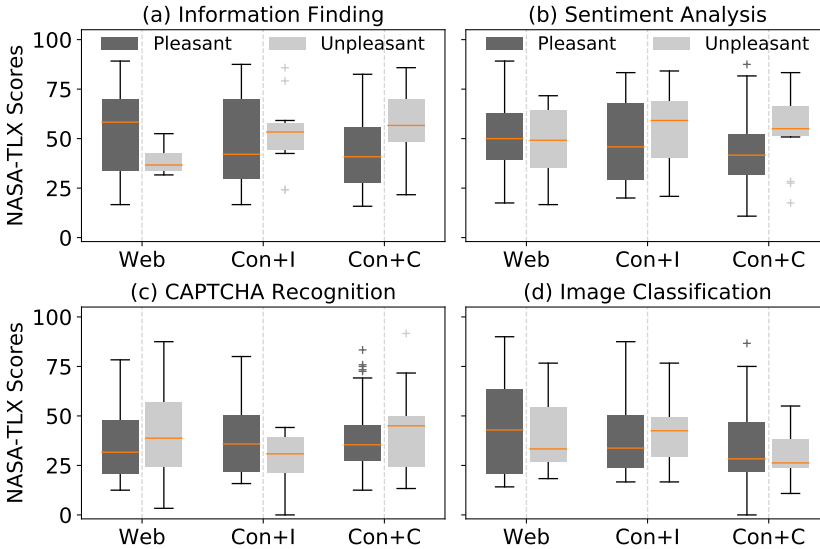 (a) Information Finding
(b) Sentiment Analysis
NASA-TLX Scores
100
75
50
25
0
Pleasant
Unpleasant
Pleasant
Unpleasant
Web
Con+I
Con+C
Web
Con+I
Con+C
(c) CAPTCHA Recognition
(d) Image Classification
NASA-TLX Scores
100
75
50
25
0
Web
Con+I
Con+C
Web
Con+I
Con+C